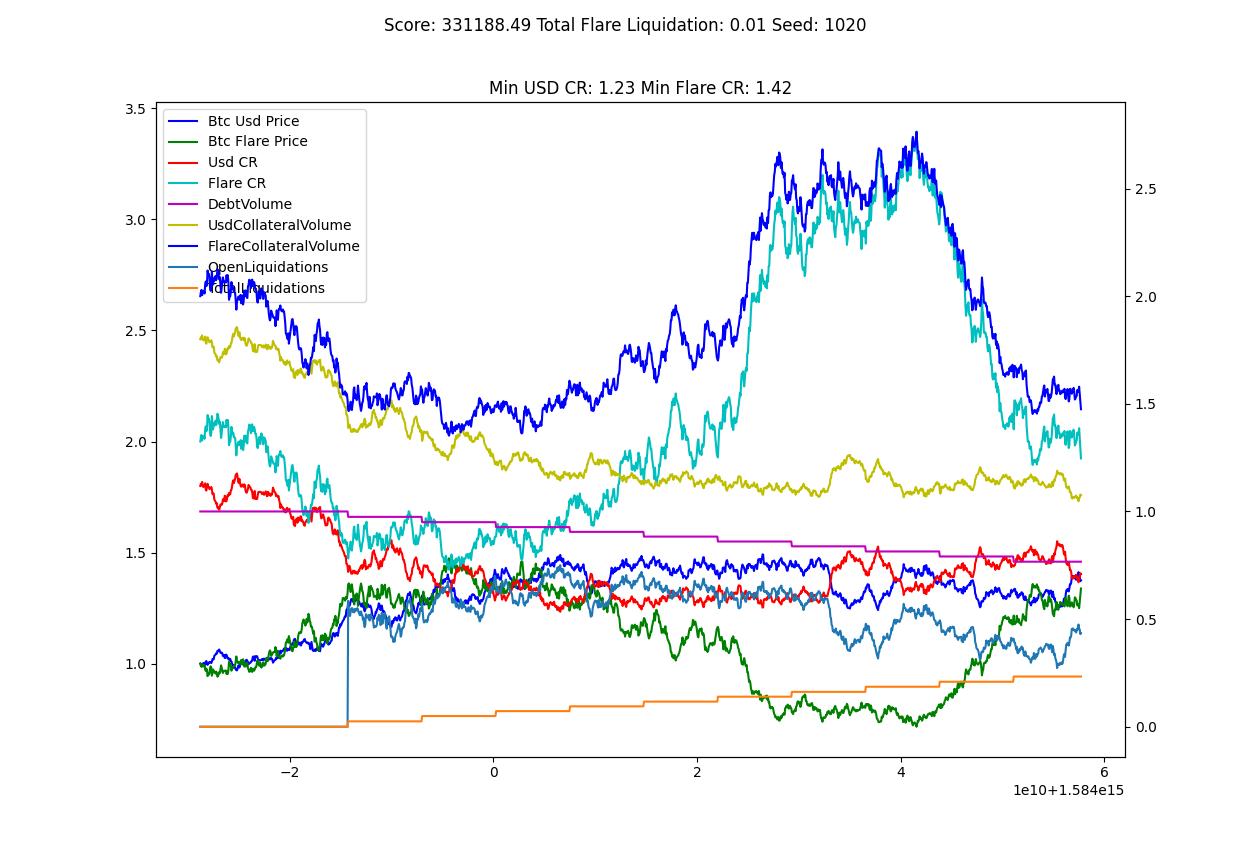 Score: 331188.49 Total Flare Liquidation: 0.01 Seed: 1020
Min USD CR: 1.23 Min Flare CR: 1.42
3.5
3.0
2.5
2.0
1.5
1.0
Btc Usd Price
Btc Flare Price
Usd CR
Flare CR
DebtVolume
UsdCollateralVolume
FlareCollateralVolume
OpenLiquidations
TotalLiquidations
2.5
2.0
1.5
1.0
0.5
0.0
−2 0 2 4 6
1e10+1.584e15